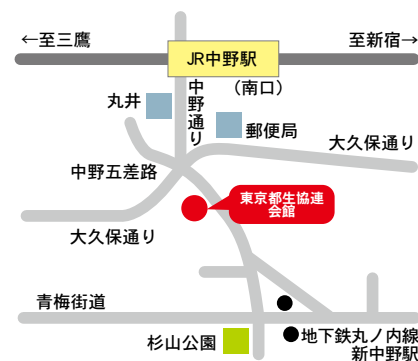 ←至三鷹
至新宿→
JR中野駅
(南口)
丸井
中野通り
郵便局
大久保通り
中野五差路
東京都生協連
会館
大久保通り
青梅街道
杉山公園
地下鉄丸ノ内線
新中野駅